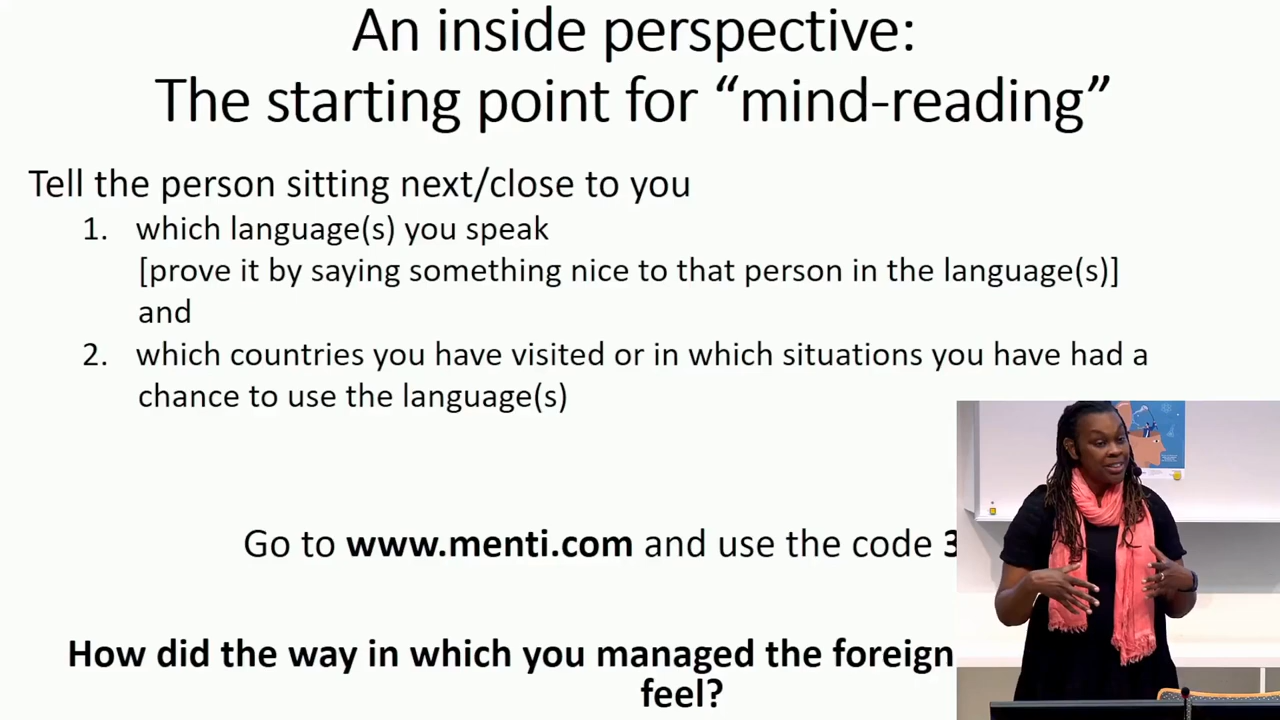 An inside perspective:
The starting point for “mind-reading”
Tell the person sitting next/close to you
1. which language(s) you speak
[prove it by saying something nice to that person in the language(s)]
and
2. which countries you have visited or in which situations you have had a
chance to use the language(s)
Go to www.menti.com and use the code 3
How did the way in which you managed the foreign
feel?